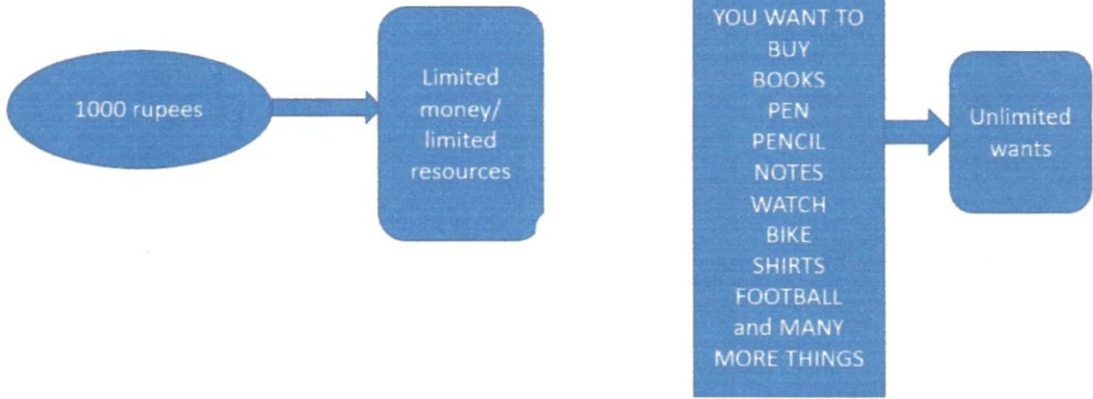 1000 rupees
Limited
money/
limited
resources
YOU WANT TO
BUY
BOOKS
PEN
PENCIL
NOTES
WATCH
BIKE
SHIRTS
FOOTBALL
and MANY
MORE THINGS
Unlimited
wants